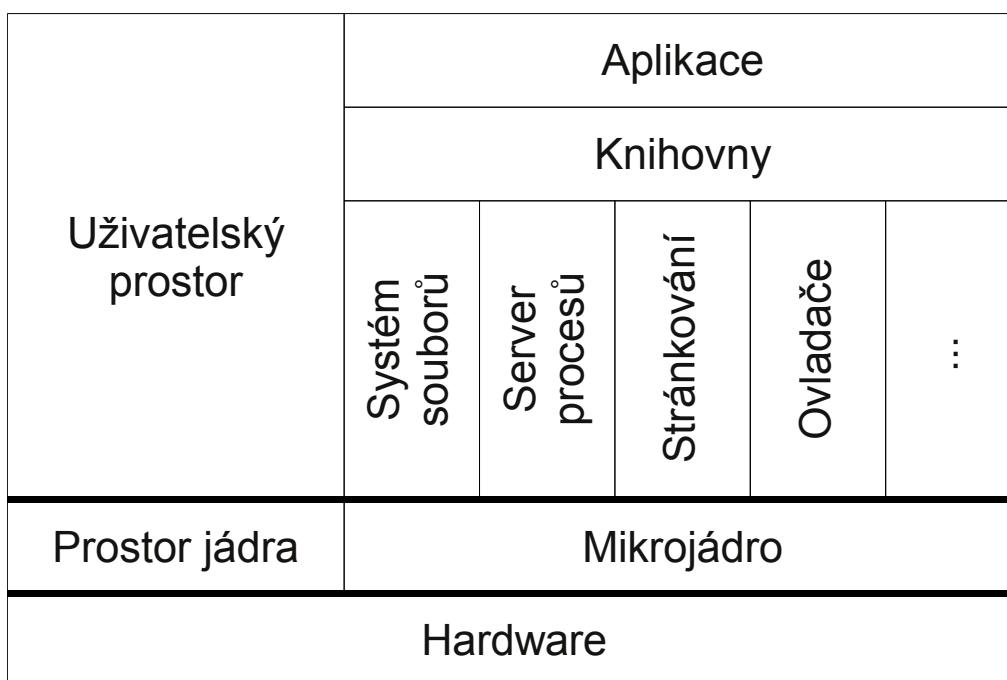 Aplikace
Knihovny
Uživatelský
prostor
Systém
souborů
Server
procesů
Stránkování
Ovladače
...
Prostor jádra
Mikrojádro
Hardware